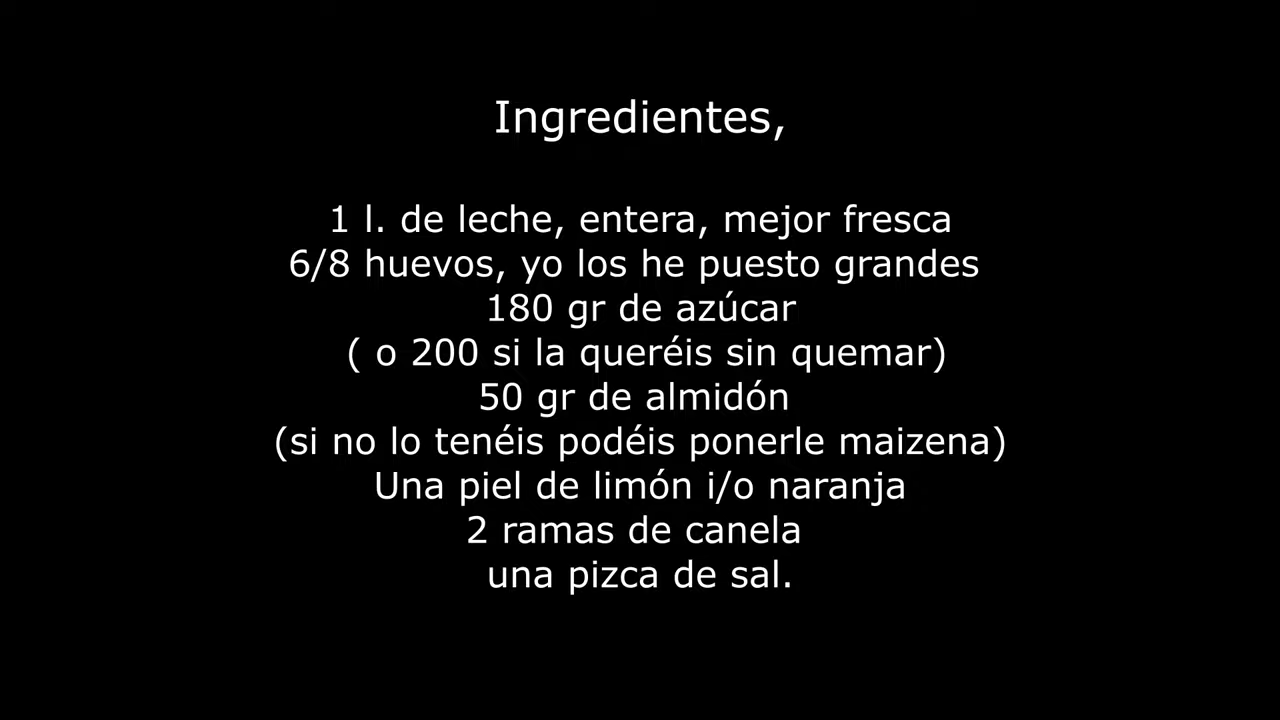 Ingredientes,
1 l. de leche, entera, mejor fresca
6/8 huevos, yo los he puesto grandes
180 gr de azúcar
( o 200 si la queréis sin quemar)
50 gr de almidón
(si no lo tenéis podéis ponerle maizena)
Una piel de limón i/o naranja
2 ramas de canela
una pizca de sal.